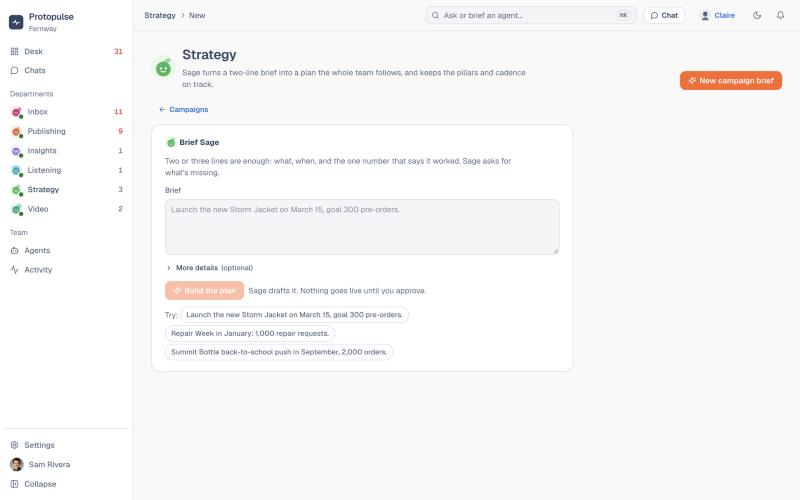 Protopulse
Fernway
Desk 31
Chats
Departments
Inbox 11
Publishing 9
Insights 1
Listening 1
Strategy 3
Video 2
Team
Agents
Activity
Settings
Sam Rivera
Collapse
Strategy > New
Ask or brief an agent...
⌘K
Chat
Claire
Strategy
Sage turns a two-line brief into a plan the whole team follows, and keeps the pillars and cadence
on track.
New campaign brief
← Campaigns
Brief Sage
Two or three lines are enough: what, when, and the one number that says it worked. Sage asks for
what's missing.
Brief
Launch the new Storm Jacket on March 15, goal 300 pre-orders.
More details (optional)
Build the plan
Sage drafts it. Nothing goes live until you approve.
Try: Launch the new Storm Jacket on March 15, goal 300 pre-orders.
Repair Week in January: 1,000 repair requests.
Summit Bottle back-to-school push in September, 2,000 orders.